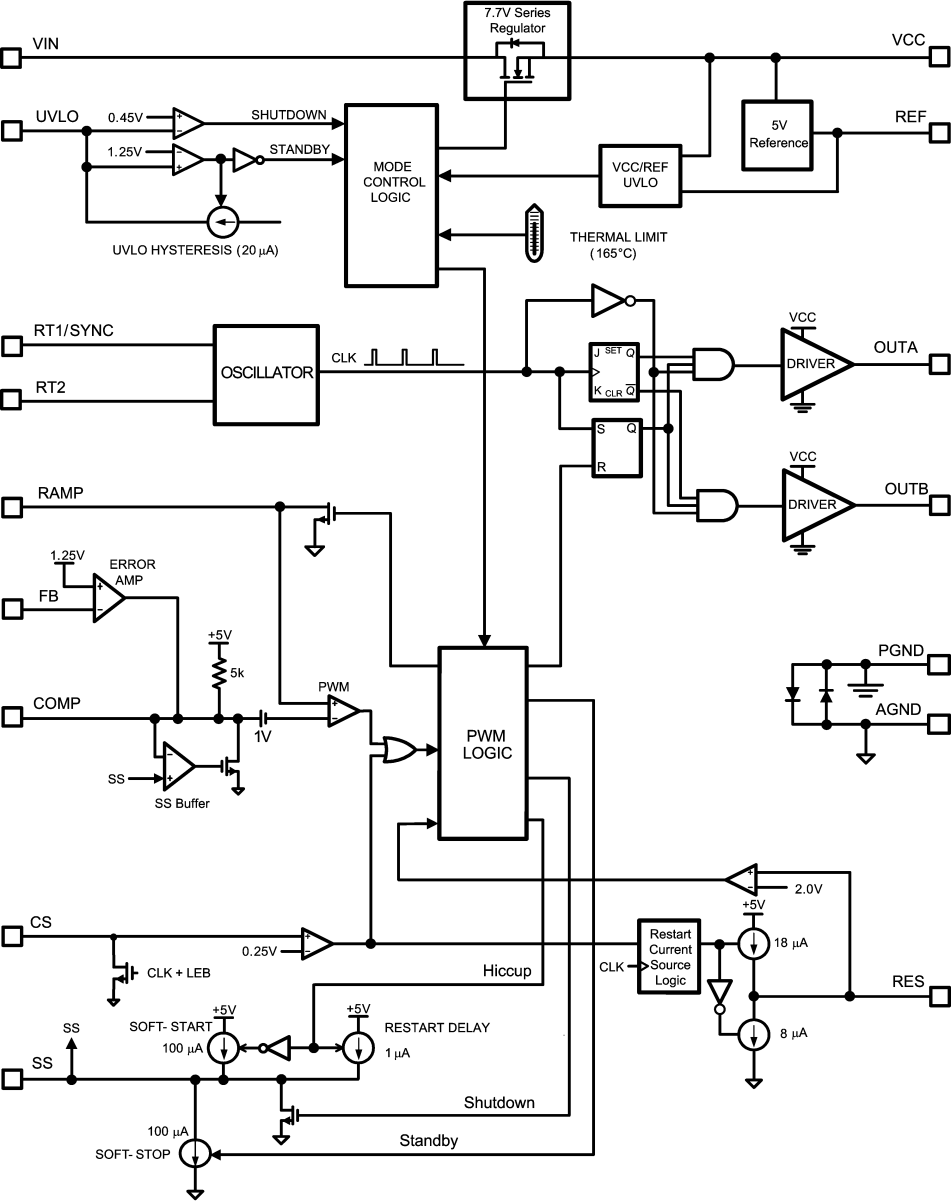 7.7V Series
Regulator
VIN
VCC
UVLO
0.45V
SHUTDOWN
1.25V
STANDBY
MODE
CONTROL
LOGIC
5V
Reference
REF
VCC/REF
UVLO
UVLO HYSTERESIS (20 µA)
THERMAL LIMIT
(165°C)
RT1/SYNC
RT2
OSCILLATOR
CLK
J SET Q
K CLR Q̅
S Q
R
VCC
DRIVER
OUTA
VCC
DRIVER
OUTB
RAMP
1.25V
ERROR
AMP
FB
+5V
5k
COMP
1V
PWM
SS
SS Buffer
PWM
LOGIC
PGND
AGND
2.0V
CS
0.25V
CLK + LEB
Restart
Current
Source
Logic
CLK
+5V
18 µA
RES
8 µA
Hiccup
SS
SOFT- START
+5V
100 µA
+5V
RESTART DELAY
1 µA
SS
Shutdown
100 µA
SOFT- STOP
Standby